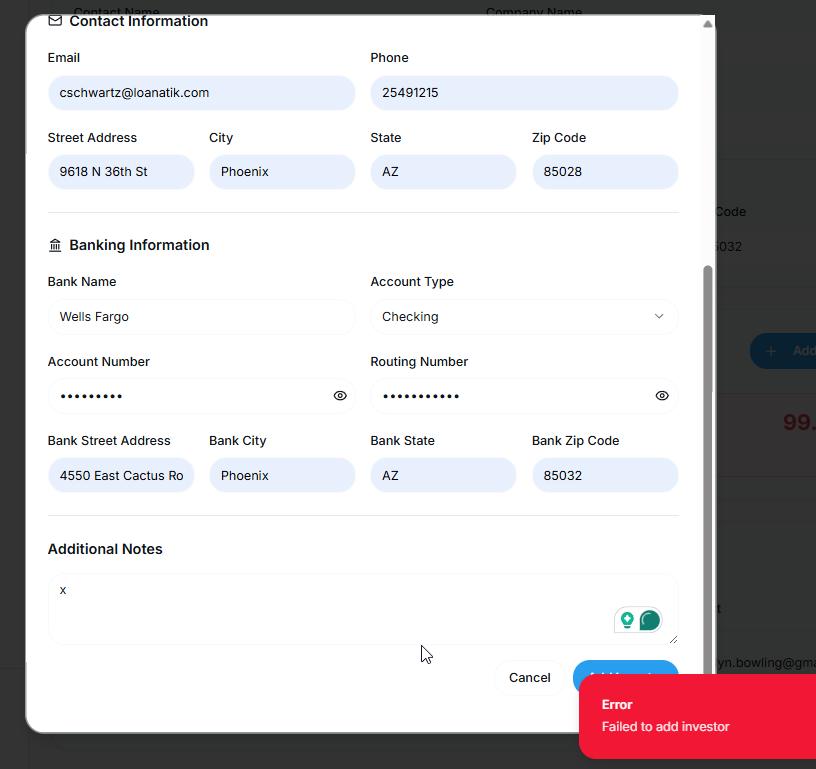 Contact Name Company Name
Contact Information
Email Phone
cschwartz@loanatik.com 25491215
Street Address City State Zip Code
9618 N 36th St Phoenix AZ 85028
Code
5032
Banking Information
Bank Name Account Type
Wells Fargo Checking
+ Add
Account Number Routing Number
••••••••• •••••••••••
99.
Bank Street Address Bank City Bank State Bank Zip Code
4550 East Cactus Ro Phoenix AZ 85032
Additional Notes
x
t
yn.bowling@gma
Cancel
Error
Failed to add investor